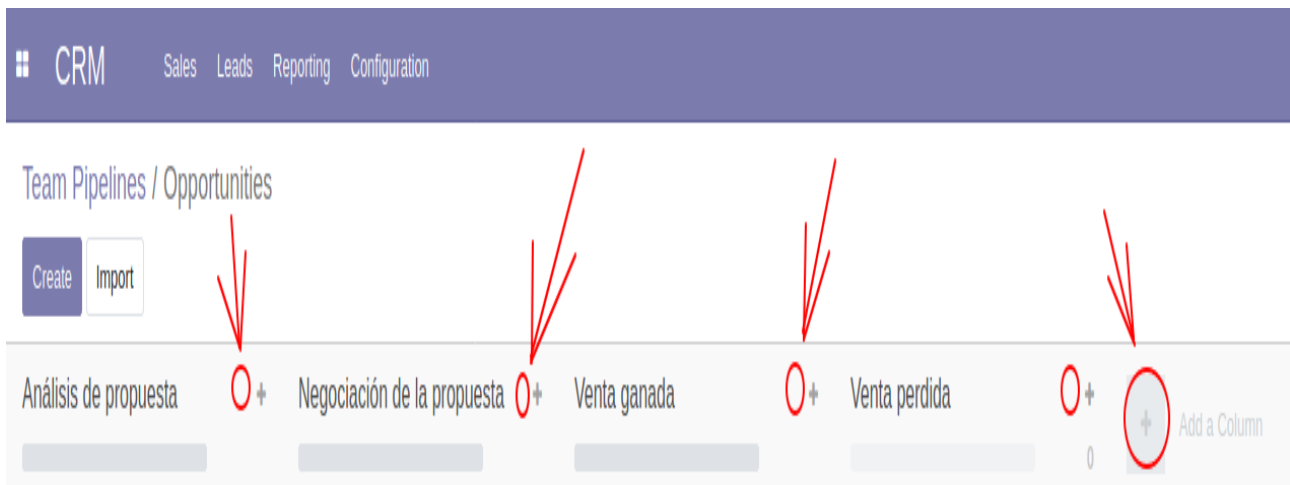 CRM Sales Leads Reporting Configuration
Team Pipelines / Opportunities
Create Import
Análisis de propuesta + Negociación de la propuesta + Venta ganada + Venta perdida + + Add a Column
0